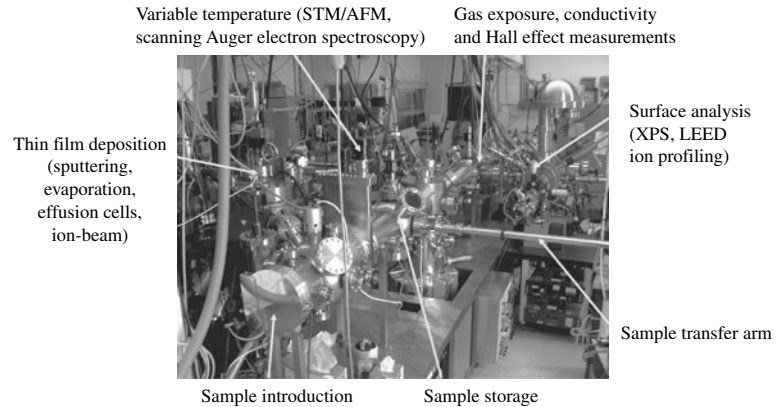 Variable temperature (STM/AFM,
scanning Auger electron spectroscopy)
Gas exposure, conductivity
and Hall effect measurements
Surface analysis
(XPS, LEED
ion profiling)
Thin film deposition
(sputtering,
evaporation,
effusion cells,
ion-beam)
Sample transfer arm
Sample introduction
Sample storage